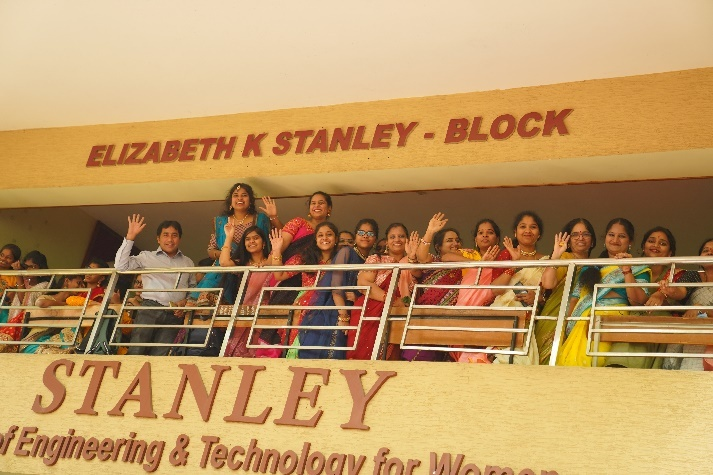 ELIZABETH K STANLEY - BLOCK
STANLEY
of Engineering & Technology for Women